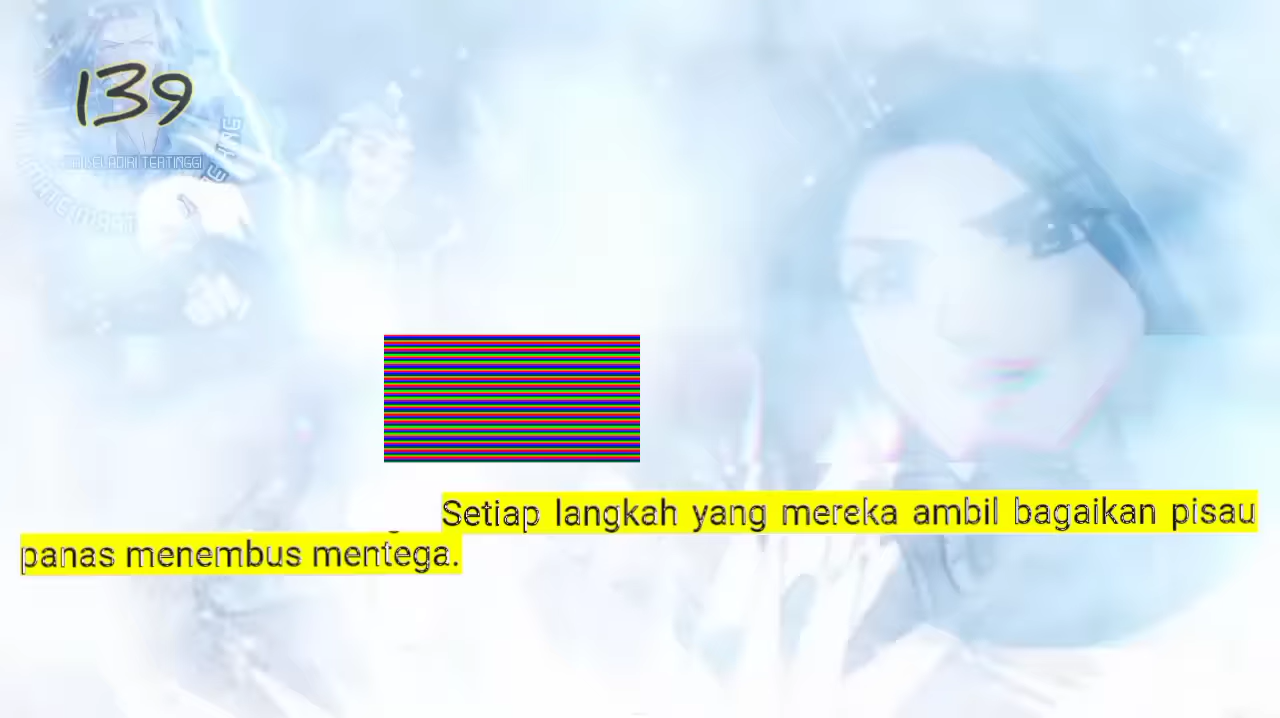 139
Setiap langkah yang mereka ambil bagaikan pisau
panas menembus mentega.